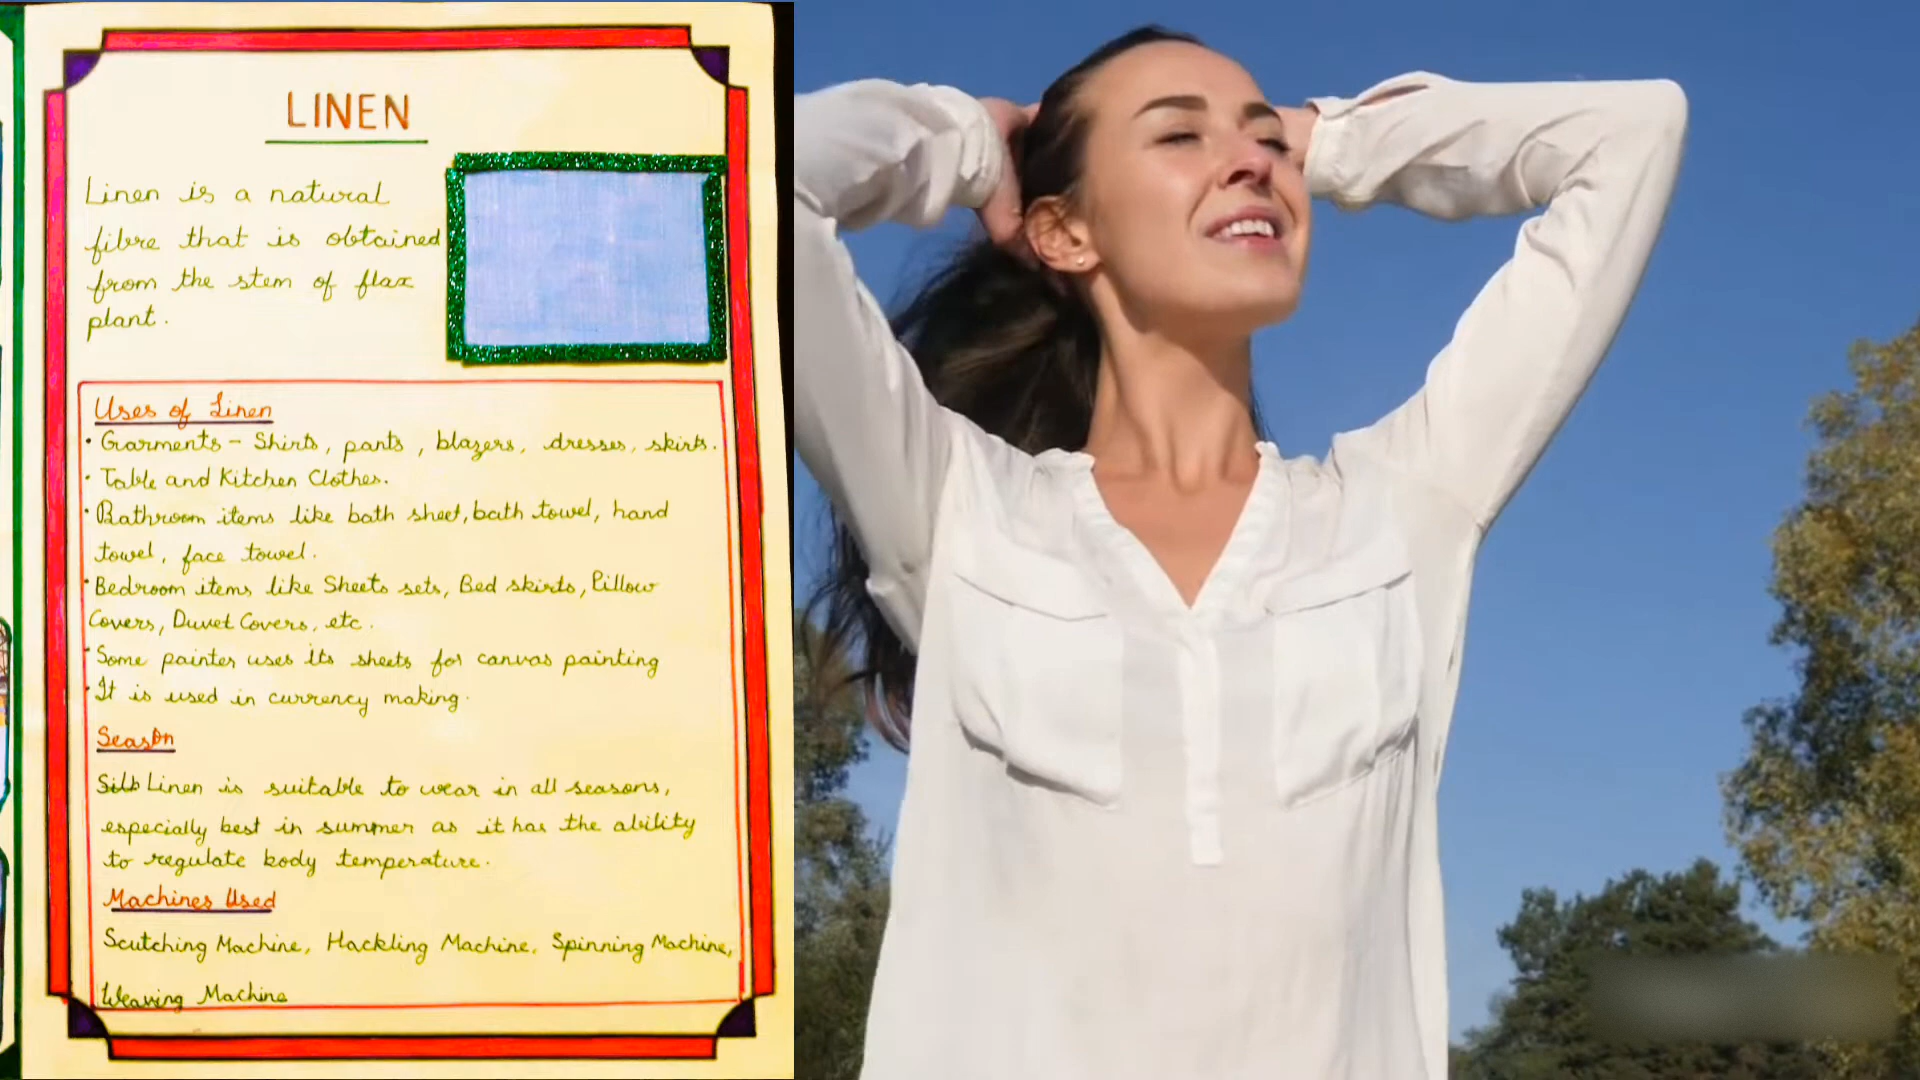 LINEN
Linen is a natural
fibre that is obtained
from the stem of flax
plant.
Uses of Linen
• Garments - Shirts, pants, blazers, dresses, skirts.
• Table and Kitchen Clothes.
• Bathroom items like bath sheet, bath towel, hand
towel, face towel.
• Bedroom items like Sheets sets, Bed skirts, Pillow
Covers, Duvet Covers, etc.
• Some painter uses its sheets for canvas painting
• It is used in currency making.
Season
Silk Linen is suitable to wear in all seasons,
especially best in summer as it has the ability
to regulate body temperature.
Machines Used
Scutching Machine, Hackling Machine, Spinning Machine,
Weaving Machine